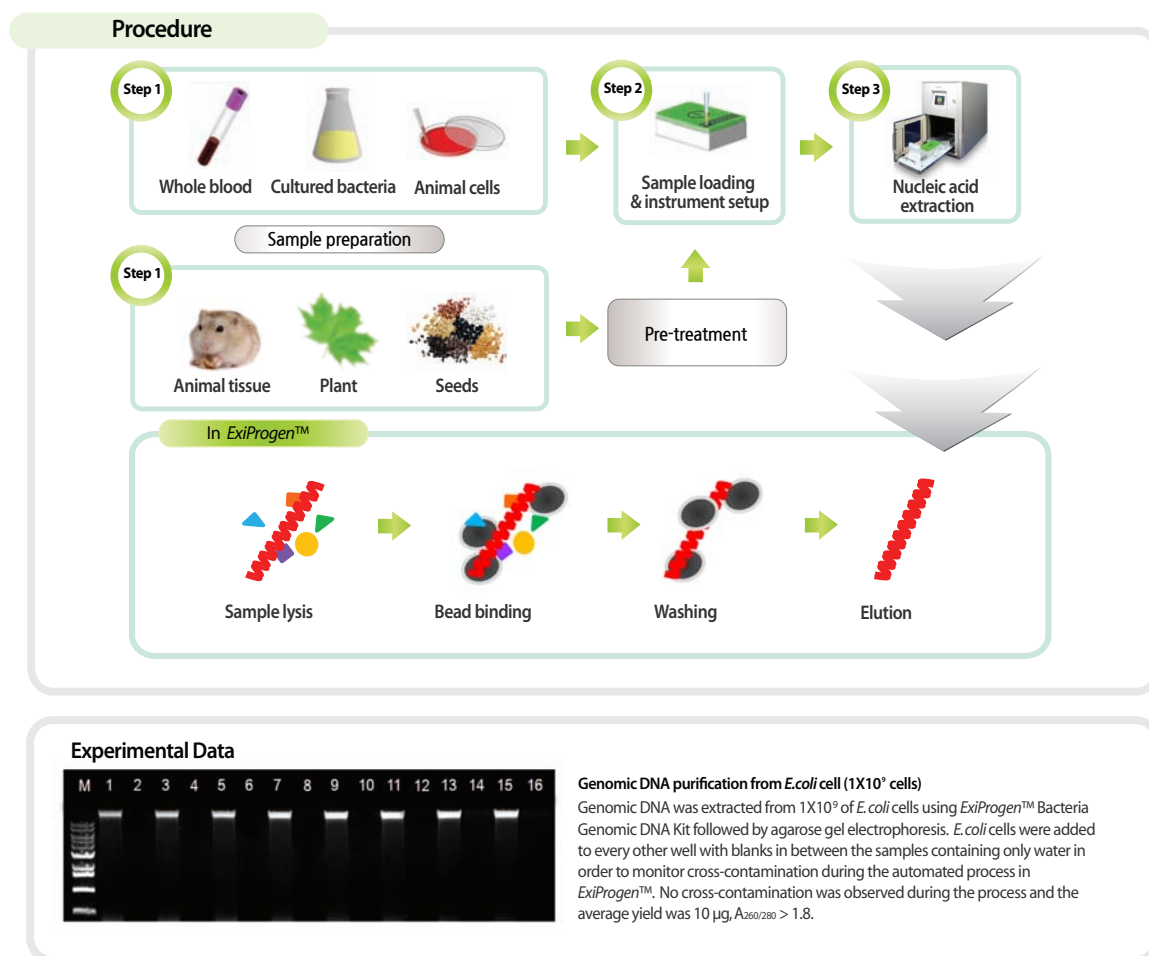 Procedure
Step 1
Whole blood
Cultured bacteria
Animal cells
Step 2
Sample loading
& instrument setup
Step 3
Nucleic acid
extraction
Sample preparation
Step 1
Animal tissue
Plant
Seeds
Pre-treatment
In ExiProgen™
Sample lysis
Bead binding
Washing
Elution
Experimental Data
M 1 2 3 4 5 6 7 8 9 10 11 12 13 14 15 16
Genomic DNA purification from E.coli cell (1X10⁹ cells)
Genomic DNA was extracted from 1X10⁹ of E.coli cells using ExiProgen™ Bacteria
Genomic DNA Kit followed by agarose gel electrophoresis. E.coli cells were added
to every other well with blanks in between the samples containing only water in
order to monitor cross-contamination during the automated process in
ExiProgen™. No cross-contamination was observed during the process and the
average yield was 10 μg, A260/280 > 1.8.